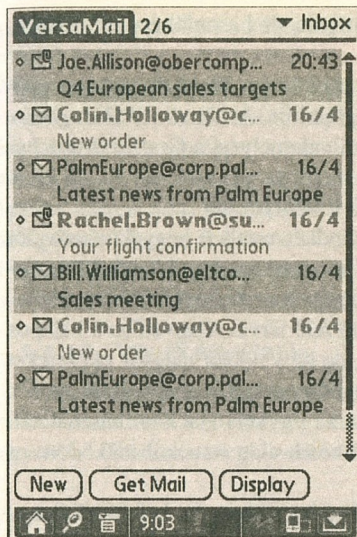 VersaMail 2/6 Inbox
Joe.Allison@obercomp... 20:43
Q4 European sales targets
Colin.Holloway@c... 16/4
New order
PalmEurope@corp.pal... 16/4
Latest news from Palm Europe
Rachel.Brown@su... 16/4
Your flight confirmation
Bill.Williamson@eltco... 16/4
Sales meeting
Colin.Holloway@c... 16/4
New order
PalmEurope@corp.pal... 16/4
Latest news from Palm Europe
New Get Mail Display
9:03